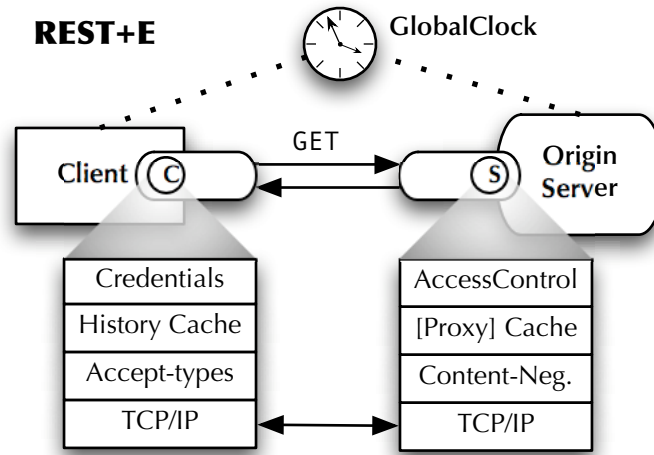 REST+E
GlobalClock
Client
C
GET
S
Origin
Server
Credentials
History Cache
Accept-types
TCP/IP
AccessControl
[Proxy] Cache
Content-Neg.
TCP/IP